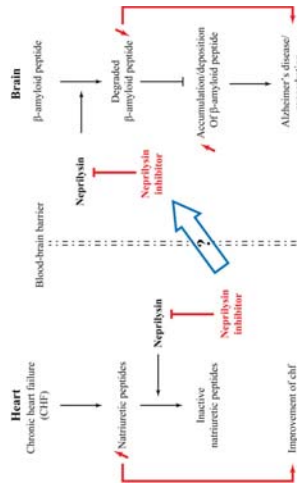 Heart
Chronic heart failure
(CHF)
Natriuretic peptides
Neprilysin
Neprilysin
inhibitor
Inactive
natriuretic peptides
Improvement of chf
Blood-brain barrier
?
Brain
β-amyloid peptide
Neprilysin
Neprilysin
inhibitor
Degraded
β-amyloid peptide
Accumulation/deposition
Of β-amyloid peptide
Alzheimer's disease/